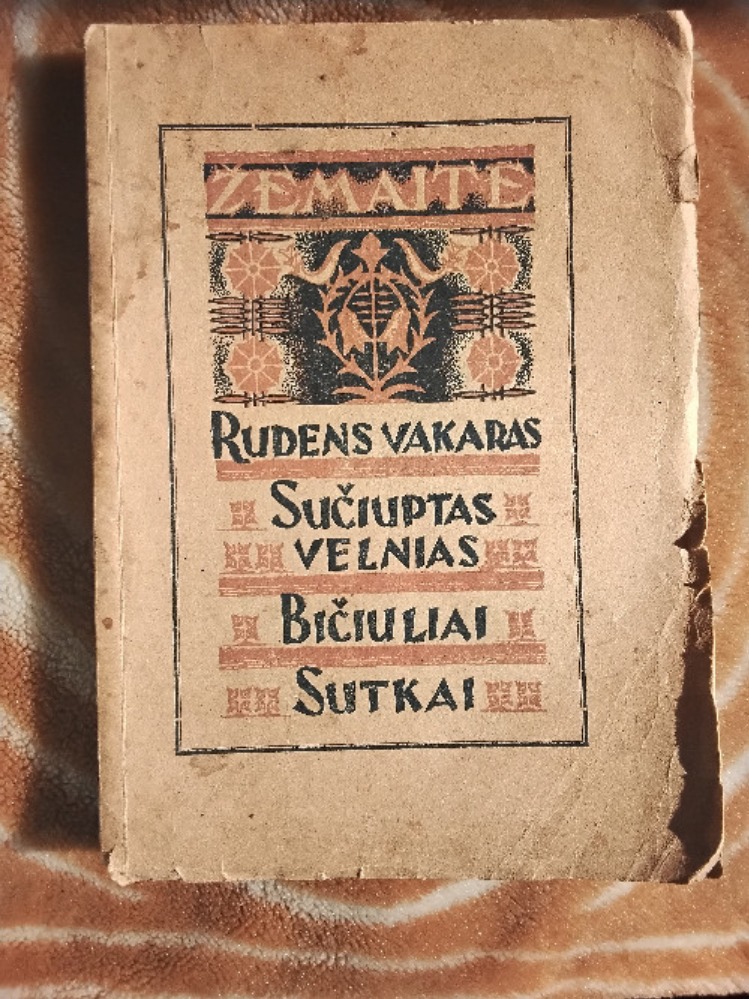 ŽEMAITĖ
RUDENS VAKARAS
SUČIUPTAS
VELNIAS
BIČIULIAI
SUTKAI